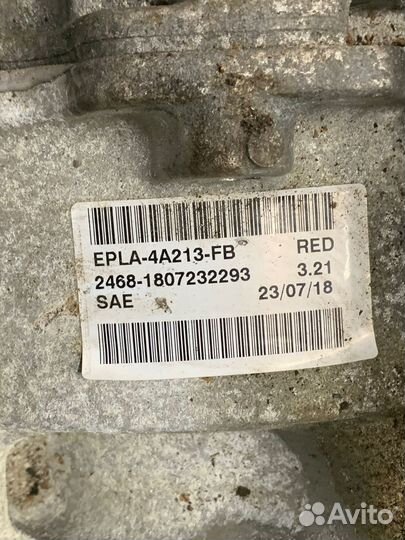 EPLA-4A213-FB RED
2468-1807232293 3.21
SAE 23/07/18
Avito